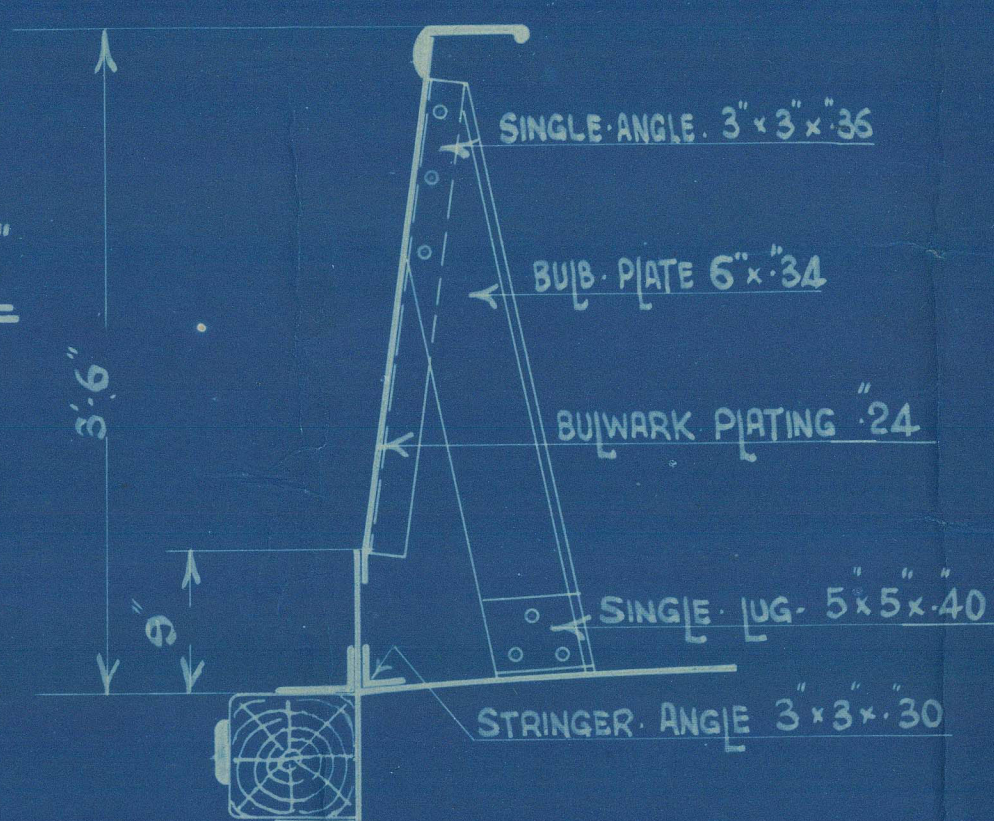 SINGLE·ANGLE. 3"×3"×".36
BULB·PLATE 6"×".34
3'·6"
BULWARK PLATING ".24
9"
SINGLE·LUG- 5"×5"×".40
STRINGER·ANGLE 3"×3"×".30